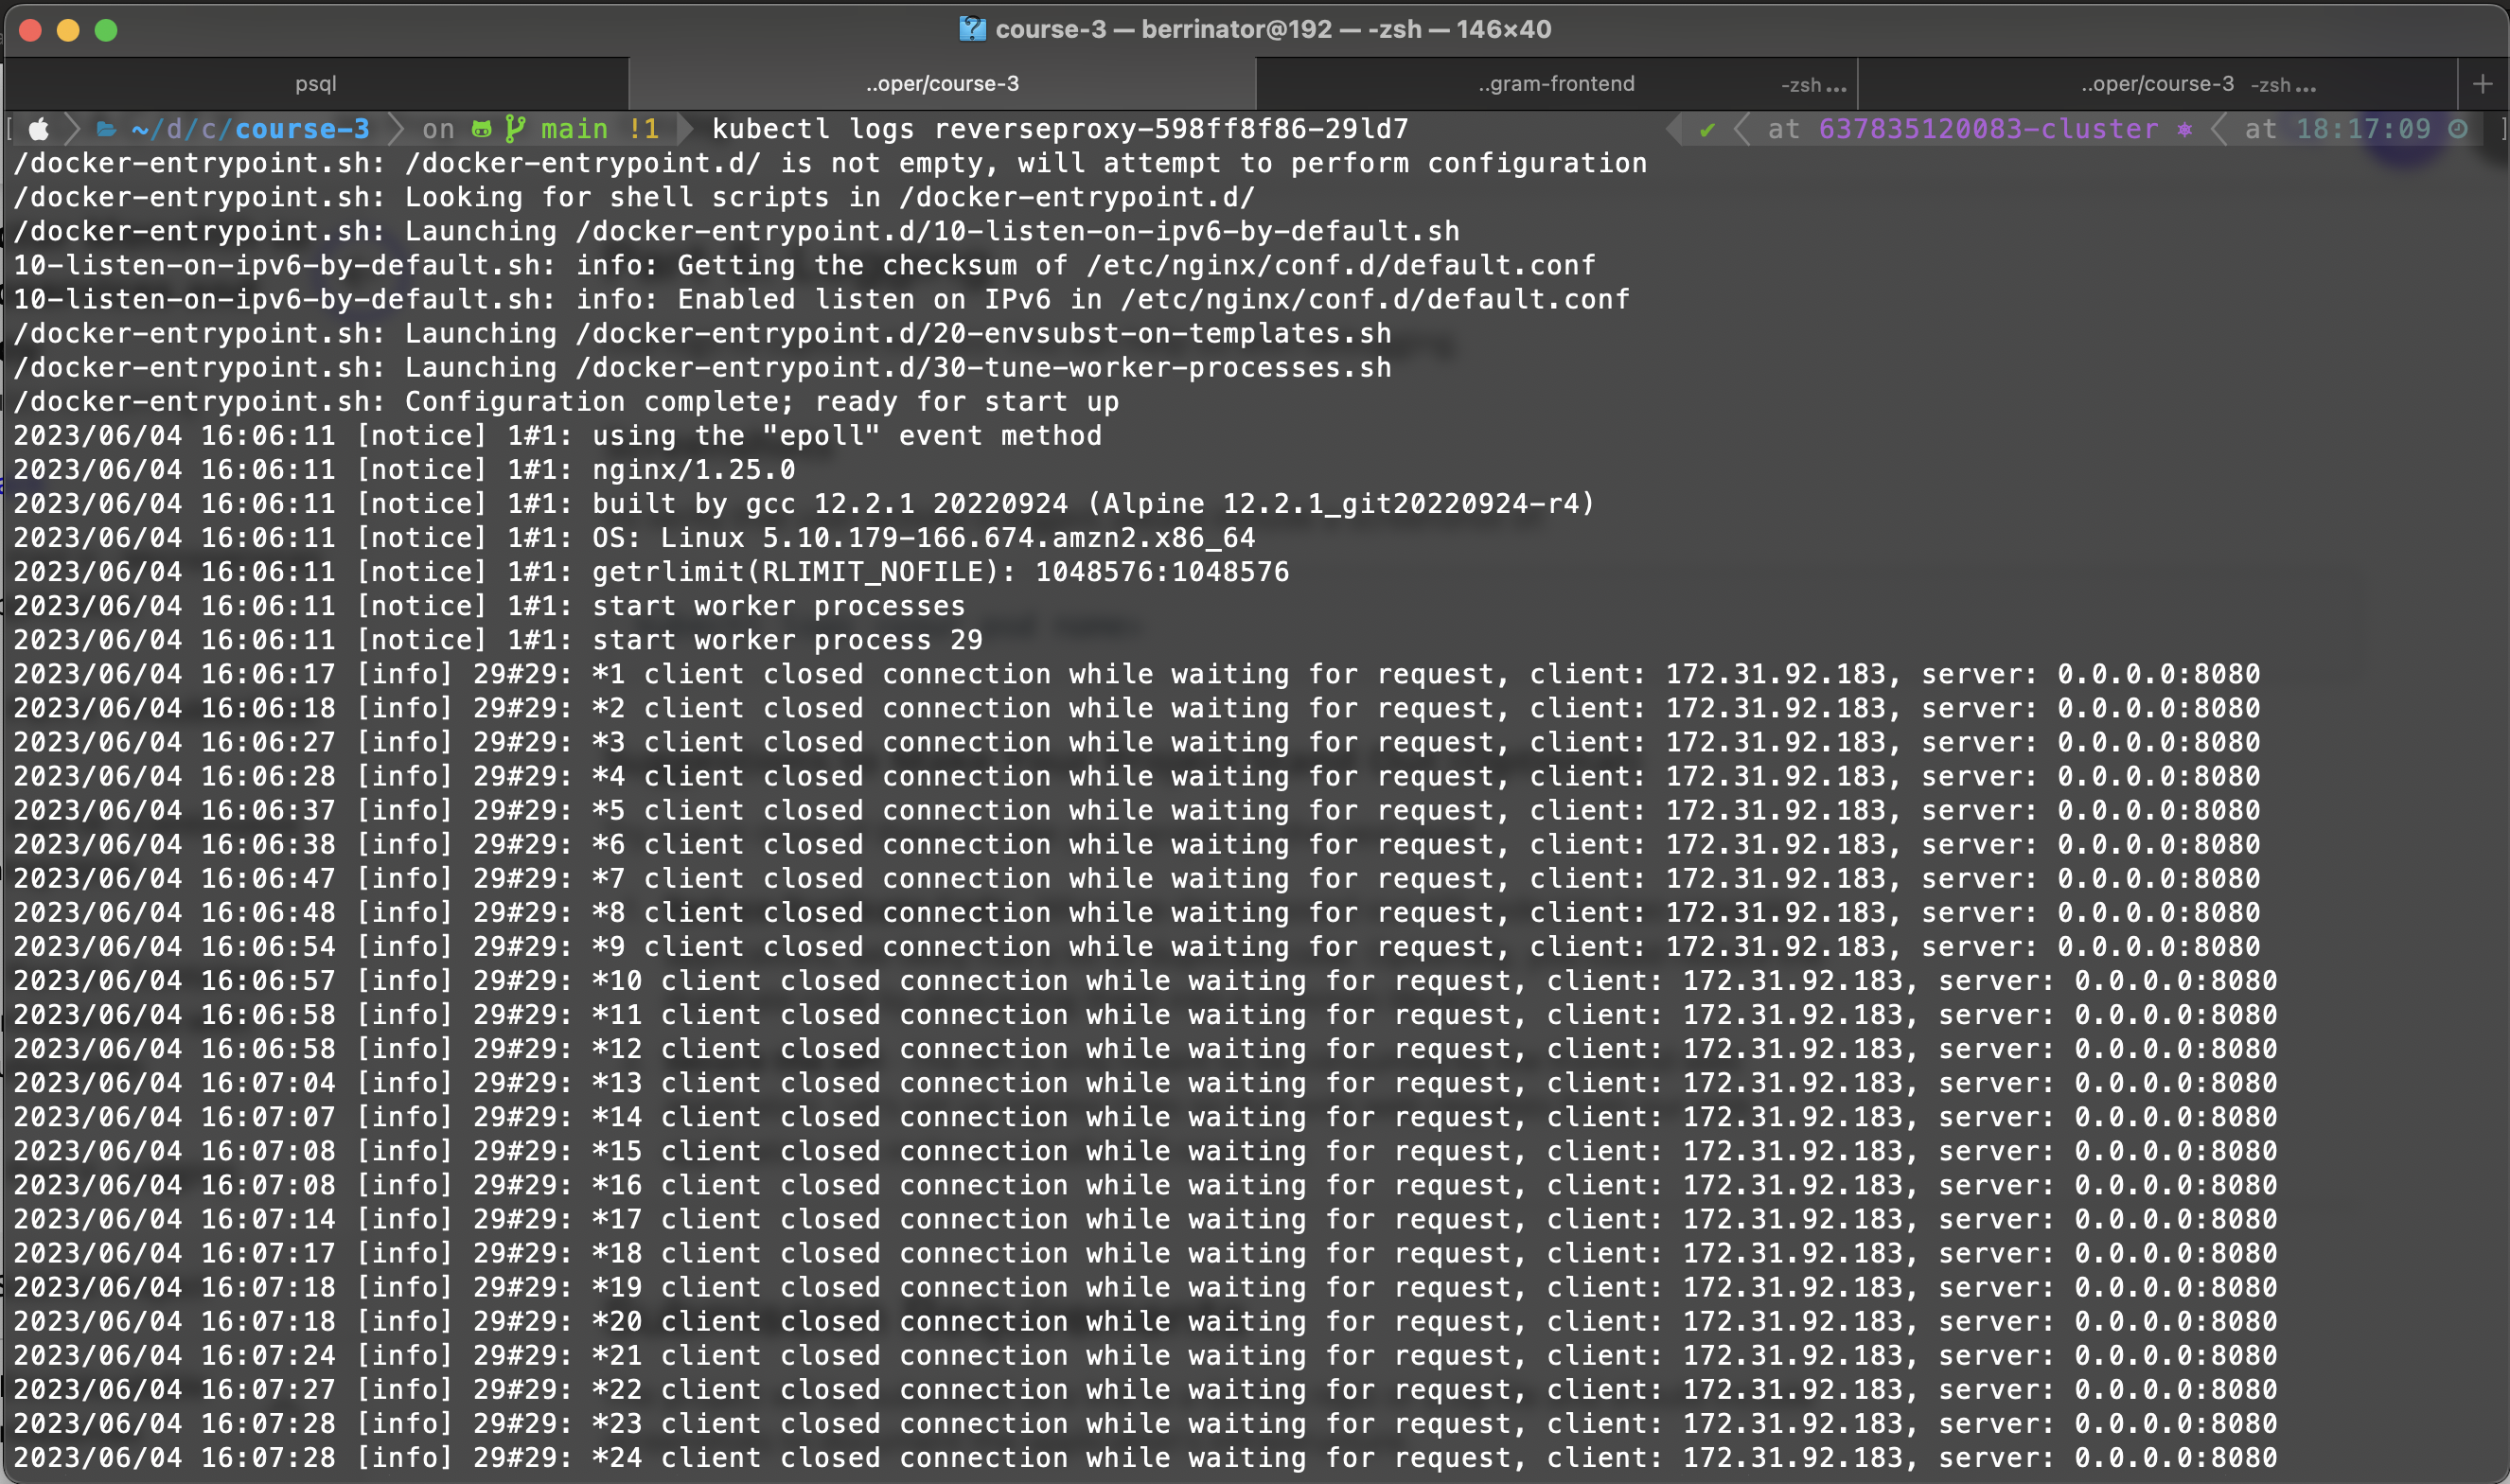 course-3 — berrinator@192 — -zsh — 146×40
psql
..oper/course-3
..gram-frontend -zsh...
..oper/course-3 -zsh...
~/d/c/course-3 on main !1 kubectl logs reverseproxy-598ff8f86-29ld7 ✔ at 637835120083-cluster ⎈ at 18:17:09
/docker-entrypoint.sh: /docker-entrypoint.d/ is not empty, will attempt to perform configuration
/docker-entrypoint.sh: Looking for shell scripts in /docker-entrypoint.d/
/docker-entrypoint.sh: Launching /docker-entrypoint.d/10-listen-on-ipv6-by-default.sh
10-listen-on-ipv6-by-default.sh: info: Getting the checksum of /etc/nginx/conf.d/default.conf
10-listen-on-ipv6-by-default.sh: info: Enabled listen on IPv6 in /etc/nginx/conf.d/default.conf
/docker-entrypoint.sh: Launching /docker-entrypoint.d/20-envsubst-on-templates.sh
/docker-entrypoint.sh: Launching /docker-entrypoint.d/30-tune-worker-processes.sh
/docker-entrypoint.sh: Configuration complete; ready for start up
2023/06/04 16:06:11 [notice] 1#1: using the "epoll" event method
2023/06/04 16:06:11 [notice] 1#1: nginx/1.25.0
2023/06/04 16:06:11 [notice] 1#1: built by gcc 12.2.1 20220924 (Alpine 12.2.1_git20220924-r4)
2023/06/04 16:06:11 [notice] 1#1: OS: Linux 5.10.179-166.674.amzn2.x86_64
2023/06/04 16:06:11 [notice] 1#1: getrlimit(RLIMIT_NOFILE): 1048576:1048576
2023/06/04 16:06:11 [notice] 1#1: start worker processes
2023/06/04 16:06:11 [notice] 1#1: start worker process 29
2023/06/04 16:06:17 [info] 29#29: *1 client closed connection while waiting for request, client: 172.31.92.183, server: 0.0.0.0:8080
2023/06/04 16:06:18 [info] 29#29: *2 client closed connection while waiting for request, client: 172.31.92.183, server: 0.0.0.0:8080
2023/06/04 16:06:27 [info] 29#29: *3 client closed connection while waiting for request, client: 172.31.92.183, server: 0.0.0.0:8080
2023/06/04 16:06:28 [info] 29#29: *4 client closed connection while waiting for request, client: 172.31.92.183, server: 0.0.0.0:8080
2023/06/04 16:06:37 [info] 29#29: *5 client closed connection while waiting for request, client: 172.31.92.183, server: 0.0.0.0:8080
2023/06/04 16:06:38 [info] 29#29: *6 client closed connection while waiting for request, client: 172.31.92.183, server: 0.0.0.0:8080
2023/06/04 16:06:47 [info] 29#29: *7 client closed connection while waiting for request, client: 172.31.92.183, server: 0.0.0.0:8080
2023/06/04 16:06:48 [info] 29#29: *8 client closed connection while waiting for request, client: 172.31.92.183, server: 0.0.0.0:8080
2023/06/04 16:06:54 [info] 29#29: *9 client closed connection while waiting for request, client: 172.31.92.183, server: 0.0.0.0:8080
2023/06/04 16:06:57 [info] 29#29: *10 client closed connection while waiting for request, client: 172.31.92.183, server: 0.0.0.0:8080
2023/06/04 16:06:58 [info] 29#29: *11 client closed connection while waiting for request, client: 172.31.92.183, server: 0.0.0.0:8080
2023/06/04 16:06:58 [info] 29#29: *12 client closed connection while waiting for request, client: 172.31.92.183, server: 0.0.0.0:8080
2023/06/04 16:07:04 [info] 29#29: *13 client closed connection while waiting for request, client: 172.31.92.183, server: 0.0.0.0:8080
2023/06/04 16:07:07 [info] 29#29: *14 client closed connection while waiting for request, client: 172.31.92.183, server: 0.0.0.0:8080
2023/06/04 16:07:08 [info] 29#29: *15 client closed connection while waiting for request, client: 172.31.92.183, server: 0.0.0.0:8080
2023/06/04 16:07:08 [info] 29#29: *16 client closed connection while waiting for request, client: 172.31.92.183, server: 0.0.0.0:8080
2023/06/04 16:07:14 [info] 29#29: *17 client closed connection while waiting for request, client: 172.31.92.183, server: 0.0.0.0:8080
2023/06/04 16:07:17 [info] 29#29: *18 client closed connection while waiting for request, client: 172.31.92.183, server: 0.0.0.0:8080
2023/06/04 16:07:18 [info] 29#29: *19 client closed connection while waiting for request, client: 172.31.92.183, server: 0.0.0.0:8080
2023/06/04 16:07:18 [info] 29#29: *20 client closed connection while waiting for request, client: 172.31.92.183, server: 0.0.0.0:8080
2023/06/04 16:07:24 [info] 29#29: *21 client closed connection while waiting for request, client: 172.31.92.183, server: 0.0.0.0:8080
2023/06/04 16:07:27 [info] 29#29: *22 client closed connection while waiting for request, client: 172.31.92.183, server: 0.0.0.0:8080
2023/06/04 16:07:28 [info] 29#29: *23 client closed connection while waiting for request, client: 172.31.92.183, server: 0.0.0.0:8080
2023/06/04 16:07:28 [info] 29#29: *24 client closed connection while waiting for request, client: 172.31.92.183, server: 0.0.0.0:8080